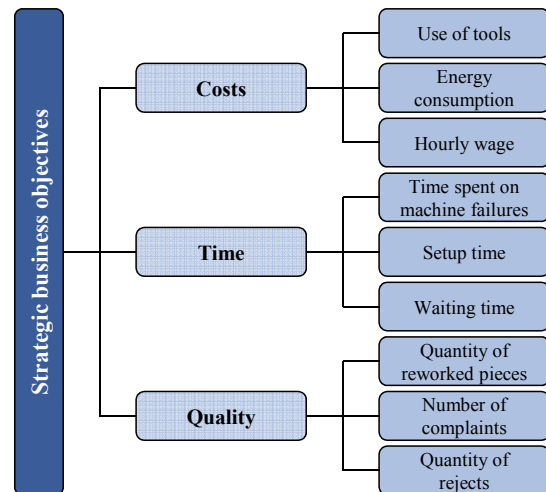 Strategic business objectives
Costs
Use of tools
Energy
consumption
Hourly wage
Time
Time spent on
machine failures
Setup time
Waiting time
Quality
Quantity of
reworked pieces
Number of
complaints
Quantity of
rejects